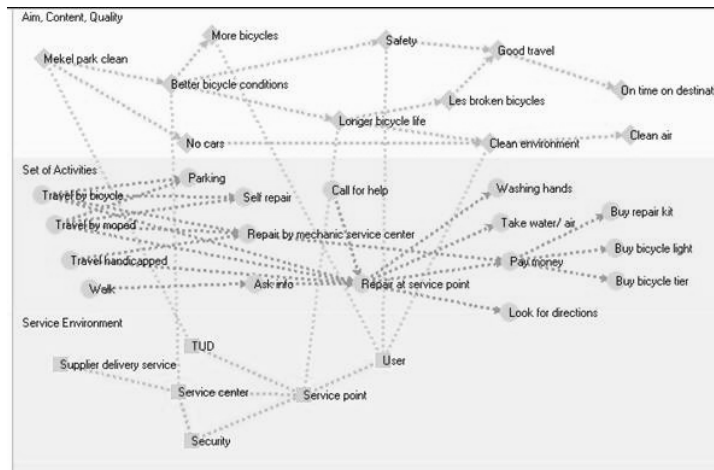 Aim, Content, Quality
More bicycles
Safety
Good travel
Mekel park clean
Better bicycle conditions
On time on destinat
Les broken bicycles
Longer bicycle life
Clean air
No cars
Clean environment
Set of Activities
Parking
Call for help
Washing hands
Travel by bicycle
Self repair
Buy repair kit
Travel by moped
Take water/ air
Repair by mechanic service center
Buy bicycle light
Travel handicapped
Pay money
Walk
Ask info
Repair at service point
Buy bicycle tier
Look for directions
Service Environment
TUD
User
Supplier delivery service
Service center
Service point
Security